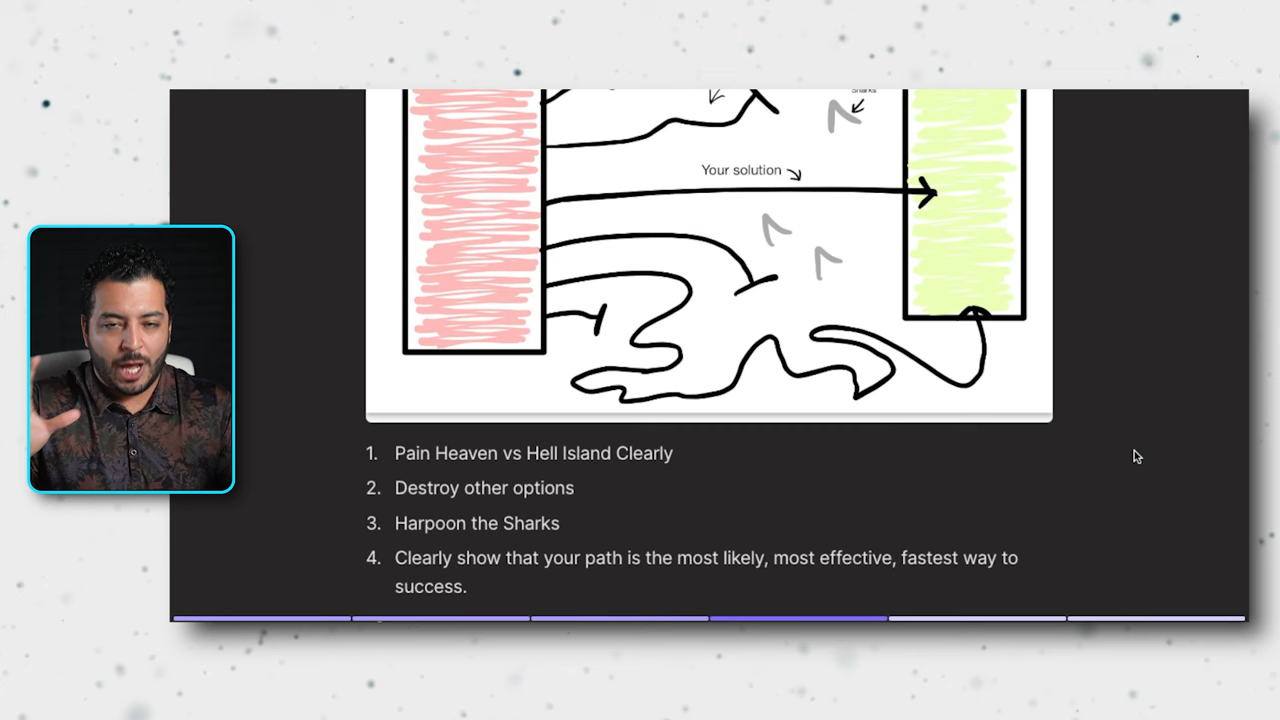 Sharks
Your solution
1. Pain Heaven vs Hell Island Clearly
2. Destroy other options
3. Harpoon the Sharks
4. Clearly show that your path is the most likely, most effective, fastest way to
success.